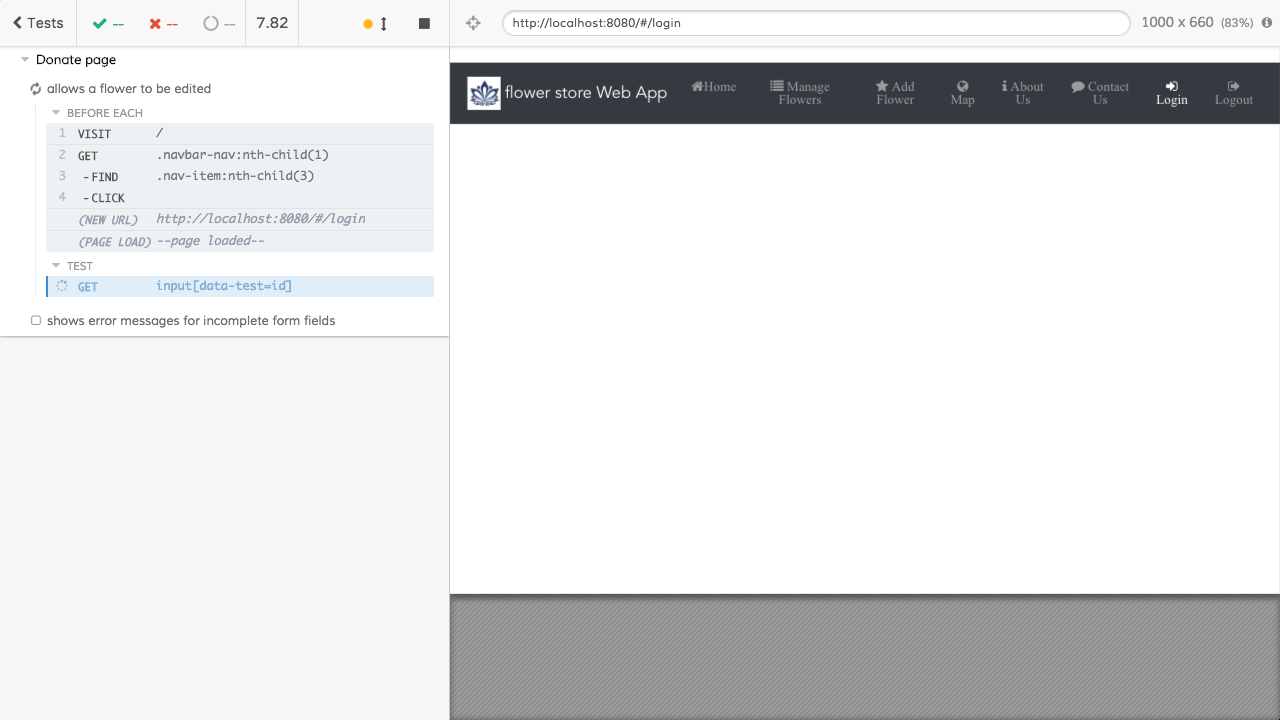 Tests -- -- -- 7.82
Donate page
allows a flower to be edited
BEFORE EACH
1 VISIT /
2 GET .navbar-nav:nth-child(1)
3 -FIND .nav-item:nth-child(3)
4 -CLICK
(NEW URL) http://localhost:8080/#/login
(PAGE LOAD) --page loaded--
TEST
GET input[data-test=id]
shows error messages for incomplete form fields
http://localhost:8080/#/login 1000 x 660 (83%)
flower store Web App
Home
Manage
Flowers
Add
Flower
Map
About
Us
Contact
Us
Login
Logout